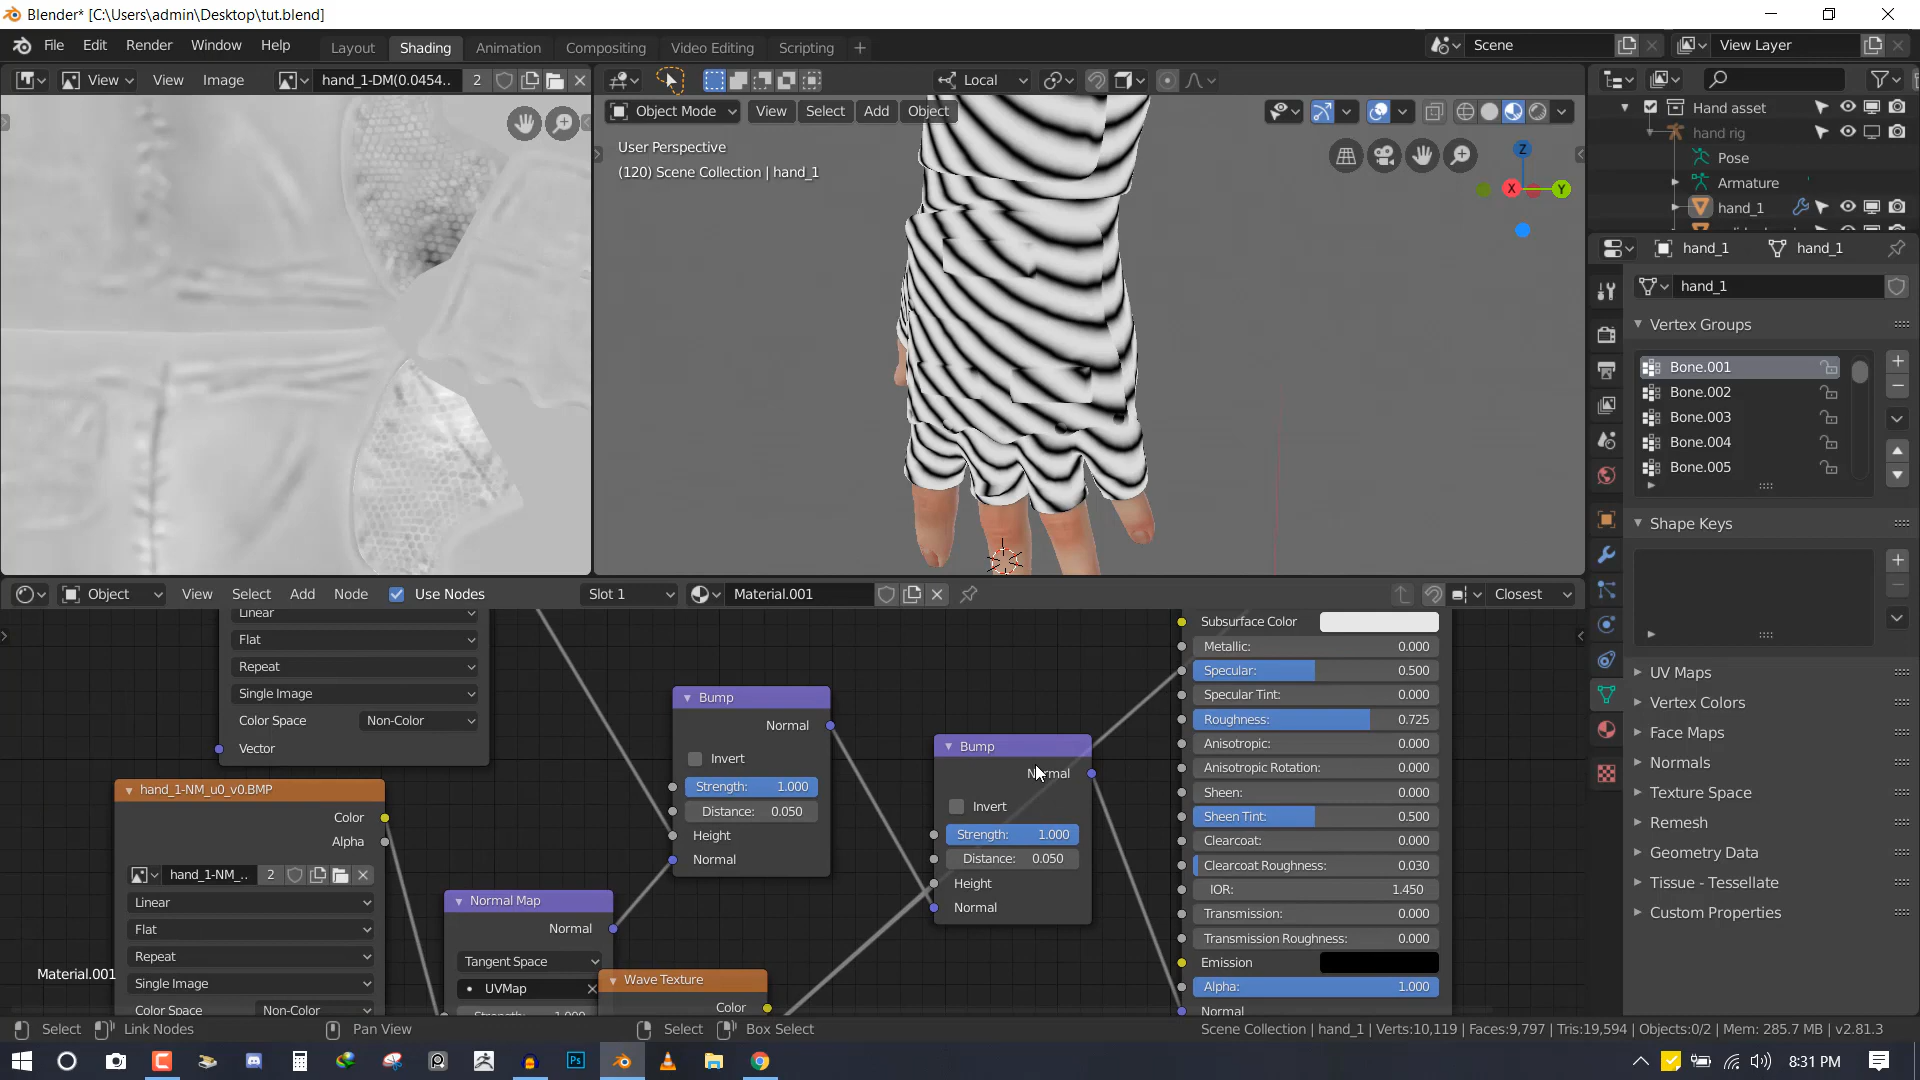 Blender* [C:\Users\admin\Desktop\tut.blend]
File Edit Render Window Help
Layout Shading Animation Compositing Video Editing Scripting +
Scene
View Layer
View View Image hand_1-DM(0.0454.. 2
Local
Object Mode View Select Add Object
User Perspective
(120) Scene Collection | hand_1
Z
X
Y
Hand asset
hand rig
Pose
Armature
hand_1
hand_1 hand_1
hand_1
Vertex Groups
Bone.001
Bone.002
Bone.003
Bone.004
Bone.005
Shape Keys
UV Maps
Vertex Colors
Face Maps
Normals
Texture Space
Remesh
Geometry Data
Tissue - Tessellate
Custom Properties
Object View Select Add Node Use Nodes Slot 1 Material.001 Closest
Linear
Flat
Repeat
Single Image
Color Space Non-Color
Vector
hand_1-NM_u0_v0.BMP
Color
Alpha
hand_1-NM_.. 2
Linear
Flat
Repeat
Single Image
Color Space Non-Color
Material.001
Normal Map
Normal
Tangent Space
UVMap
Strength: 1.000
Bump
Normal
Invert
Strength: 1.000
Distance: 0.050
Height
Normal
Wave Texture
Color
Bump
Normal
Invert
Strength: 1.000
Distance: 0.050
Height
Normal
Subsurface Color
Metallic: 0.000
Specular: 0.500
Specular Tint: 0.000
Roughness: 0.725
Anisotropic: 0.000
Anisotropic Rotation: 0.000
Sheen: 0.000
Sheen Tint: 0.500
Clearcoat: 0.000
Clearcoat Roughness: 0.030
IOR: 1.450
Transmission: 0.000
Transmission Roughness: 0.000
Emission
Alpha: 1.000
Normal
Select Link Nodes Pan View Select Box Select
Scene Collection | hand_1 | Verts:10,119 | Faces:9,797 | Tris:19,594 | Objects:0/2 | Mem: 285.7 MB | v2.81.3
Ps
8:31 PM